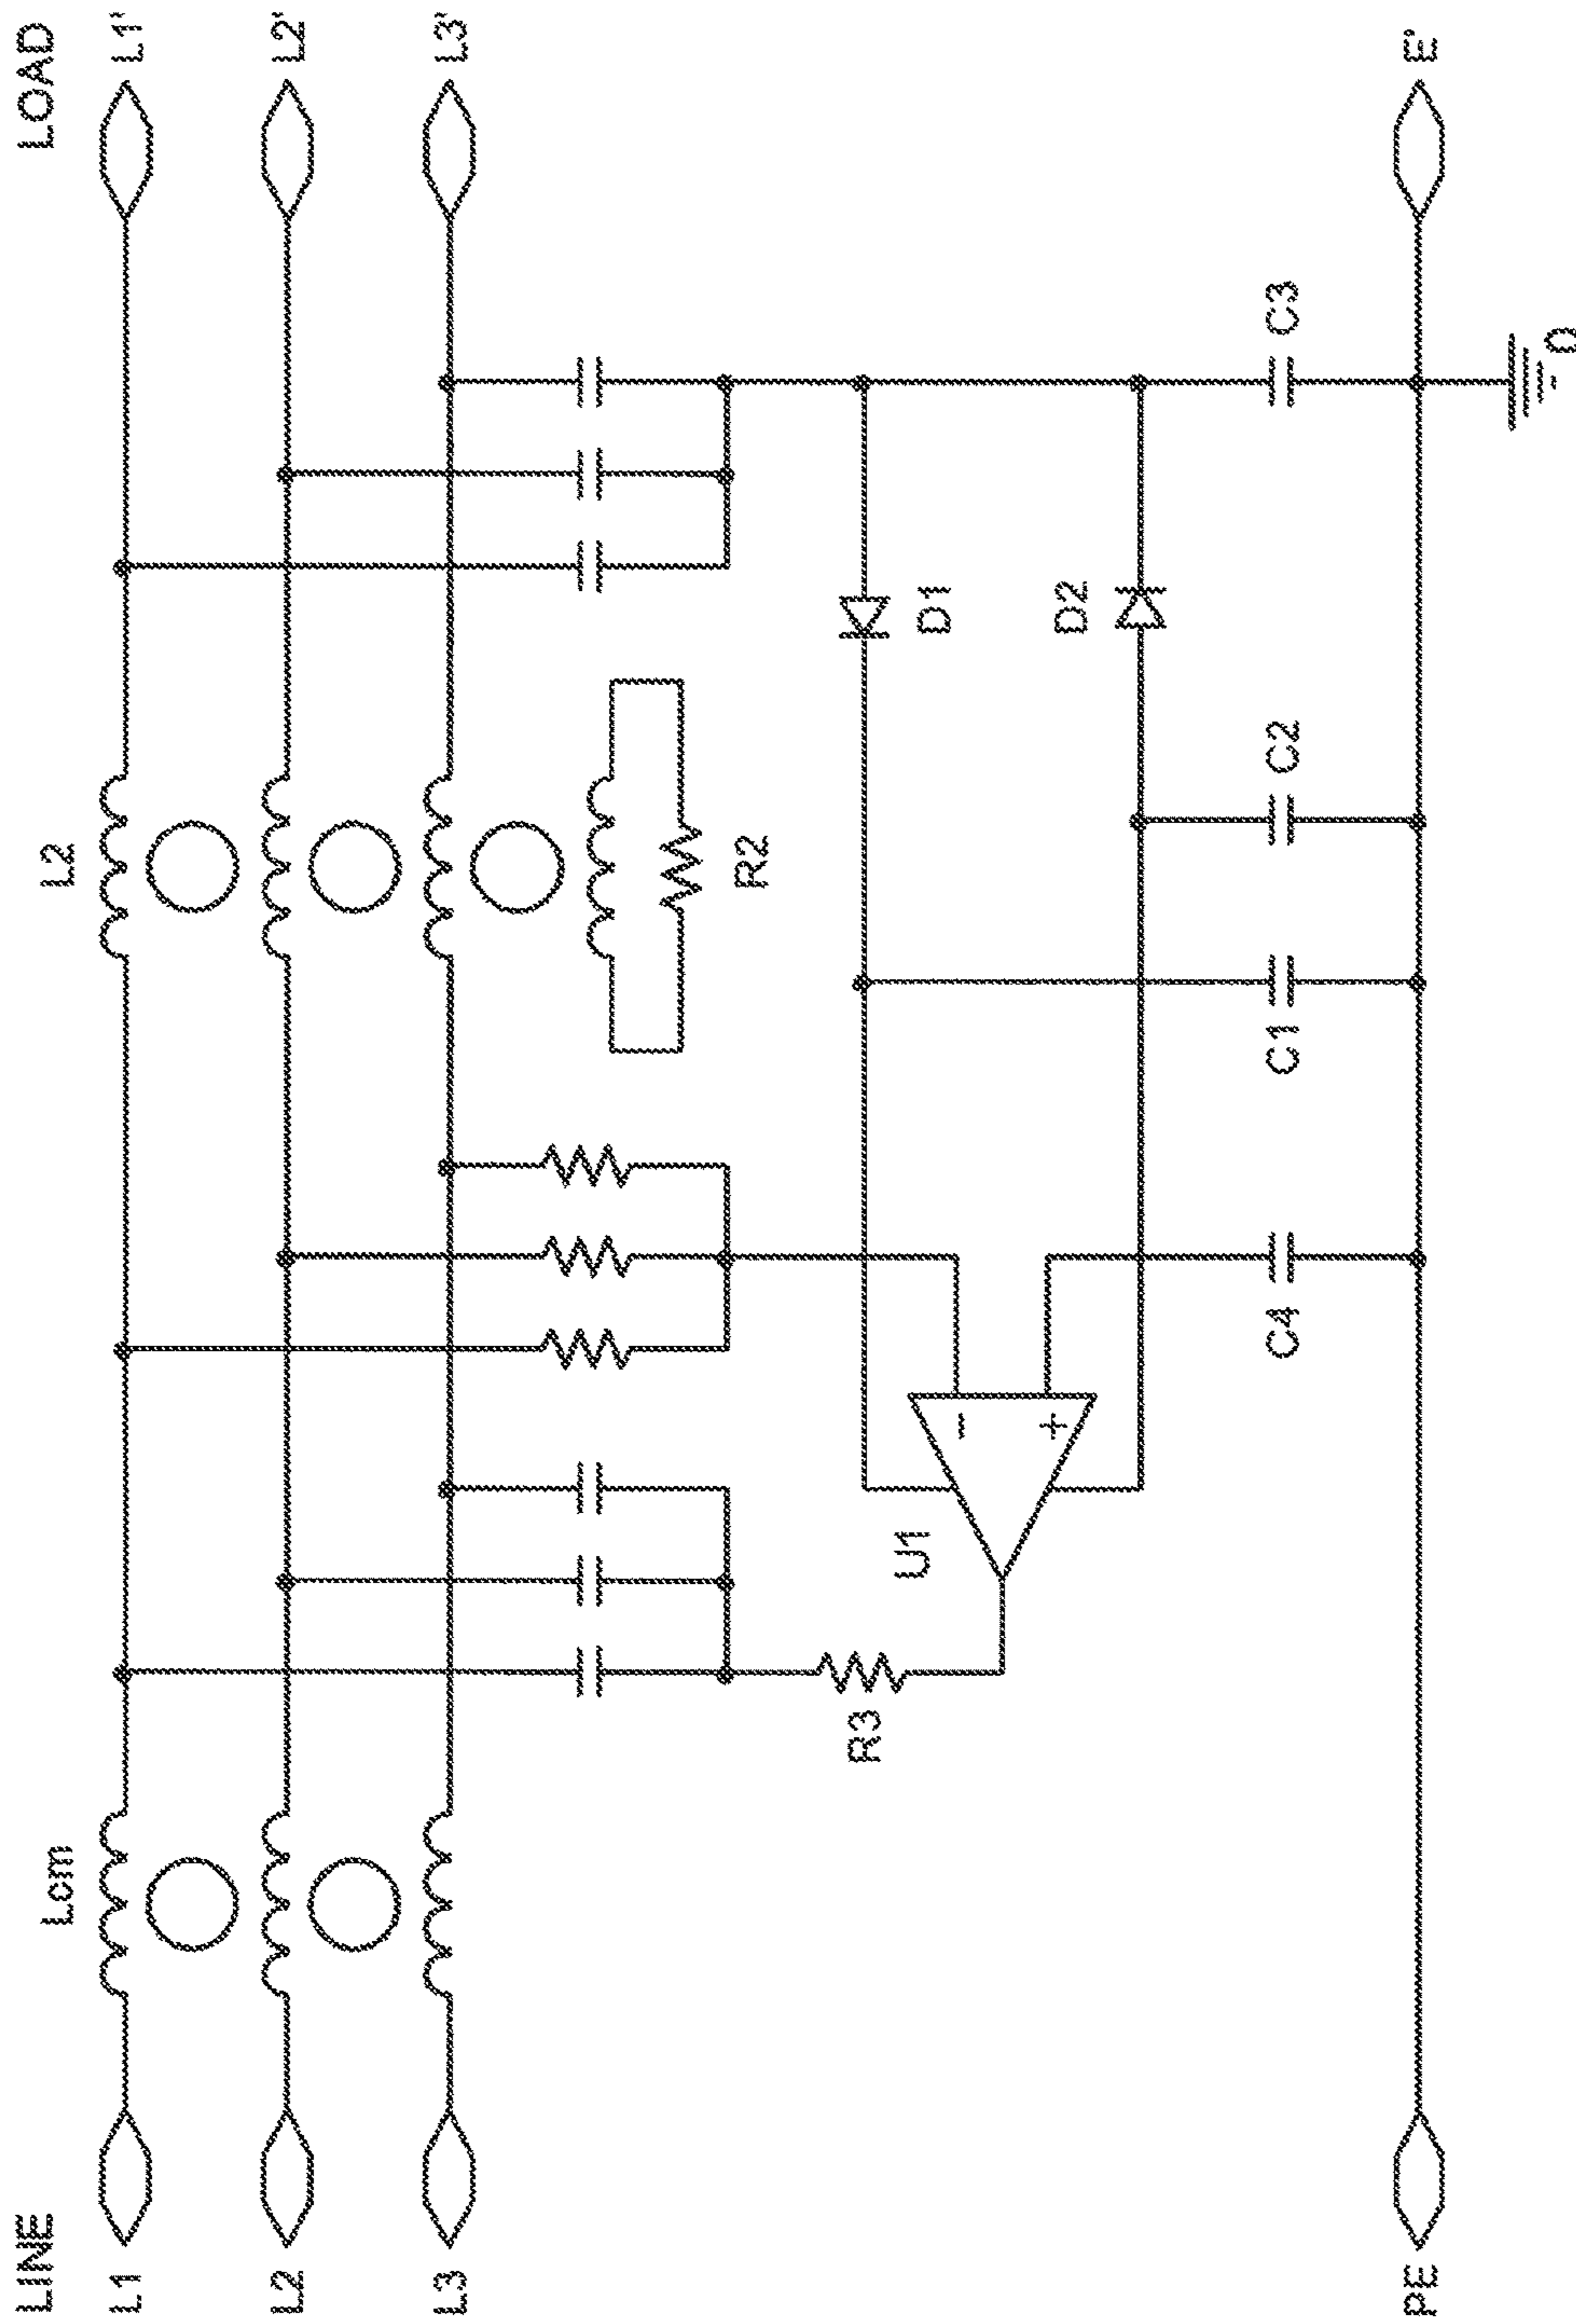 LINE
LOAD
L1
Lcm
L2
L1'
L2
L2'
L3
L3'
R2
R3
U1
-
+
D1
D2
C4
C1
C2
C3
PE
E'
0